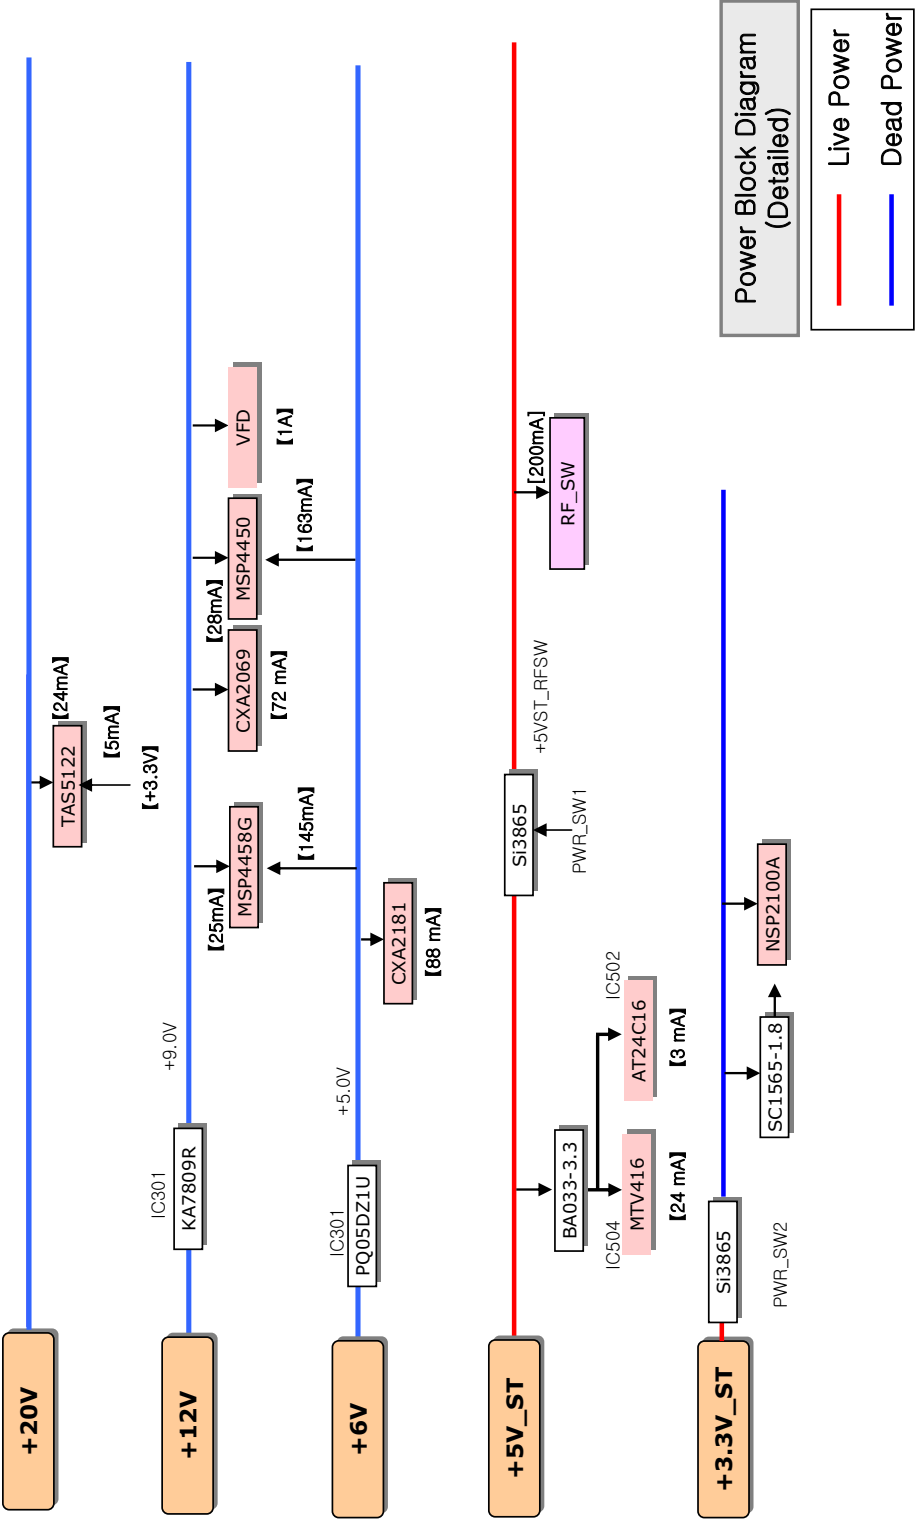 Power Block Diagram
(Detailed)
Live Power
Dead Power
+20V
TAS5122
【24mA】
【5mA】
【+3.3V】
+12V
IC301
KA7809R
+9.0V
【25mA】
MSP4458G
【145mA】
CXA2069
【72 mA】
【28mA】
MSP4450
【163mA】
VFD
【1A】
+6V
IC301
PQ05DZ1U
+5.0V
CXA2181
【88 mA】
+5V_ST
BA033-3.3
IC504
MTV416
【24 mA】
IC502
AT24C16
【3 mA】
Si3865
PWR_SW1
+5VST_RFSW
[200mA]
RF_SW
+3.3V_ST
Si3865
PWR_SW2
SC1565-1.8
NSP2100A